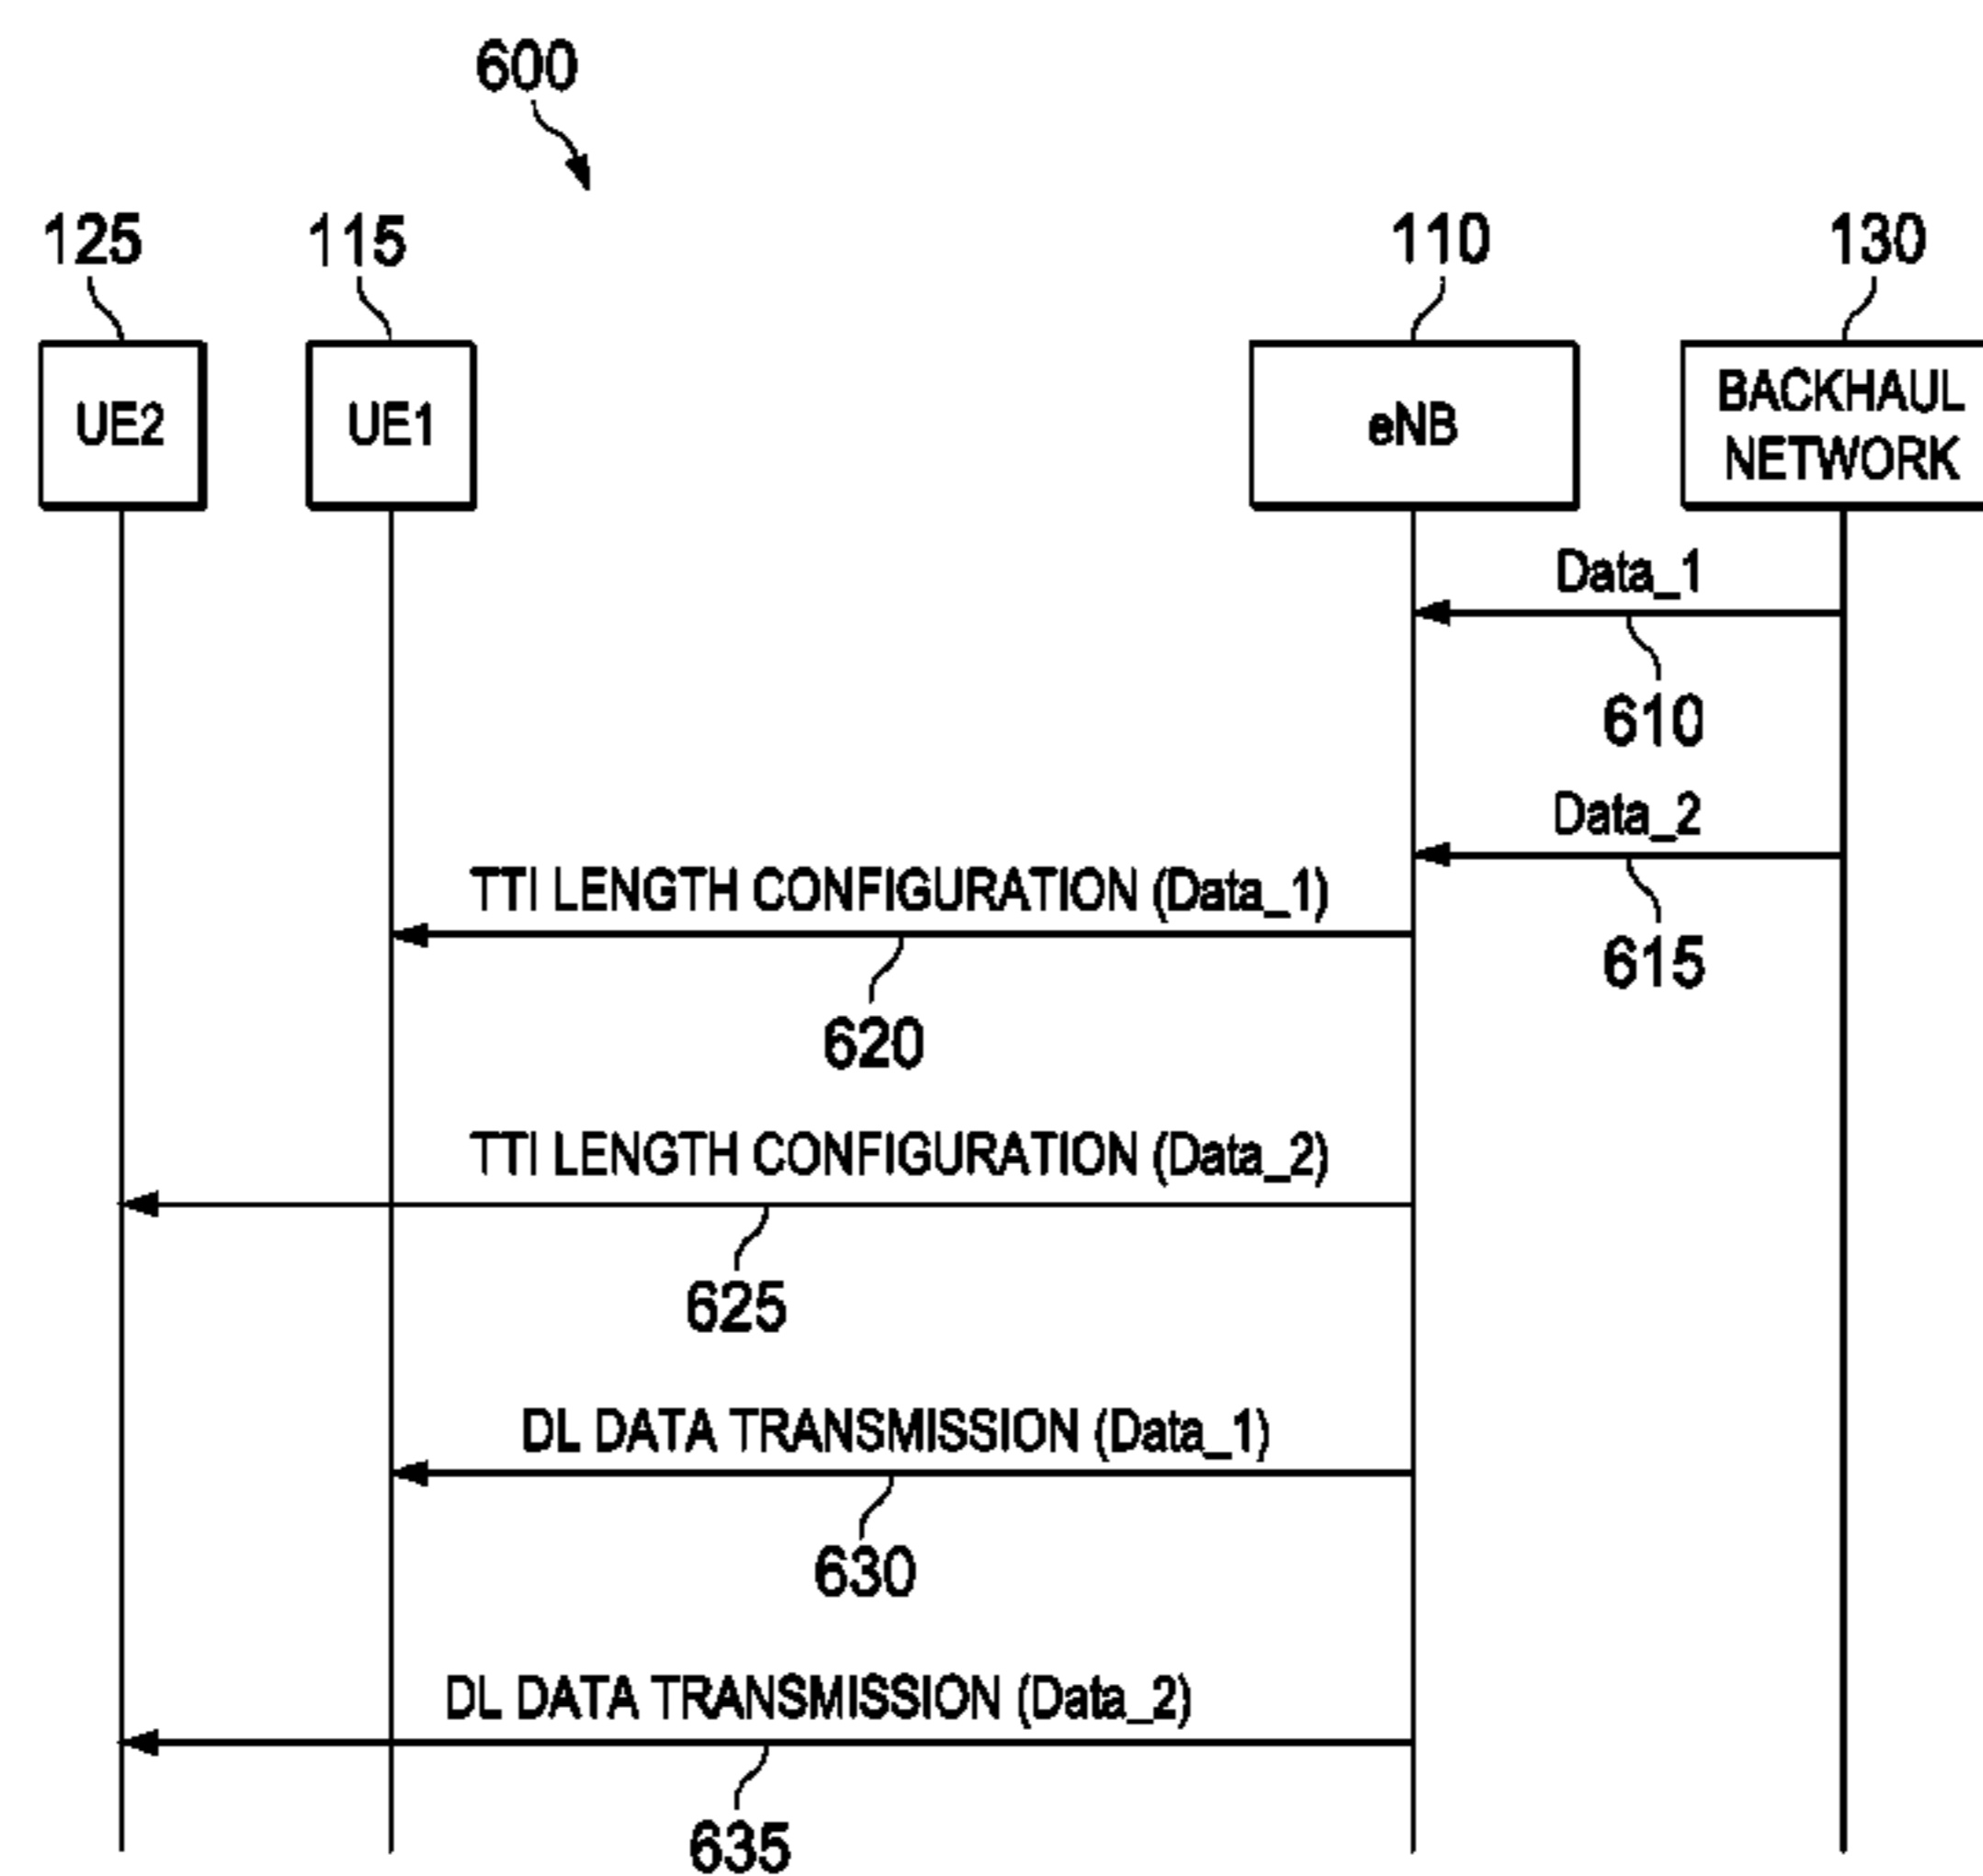 600
125
115
110
130
UE2
UE1
eNB
BACKHAUL
NETWORK
Data_1
610
Data_2
615
TTI LENGTH CONFIGURATION (Data_1)
620
TTI LENGTH CONFIGURATION (Data_2)
625
DL DATA TRANSMISSION (Data_1)
630
DL DATA TRANSMISSION (Data_2)
635